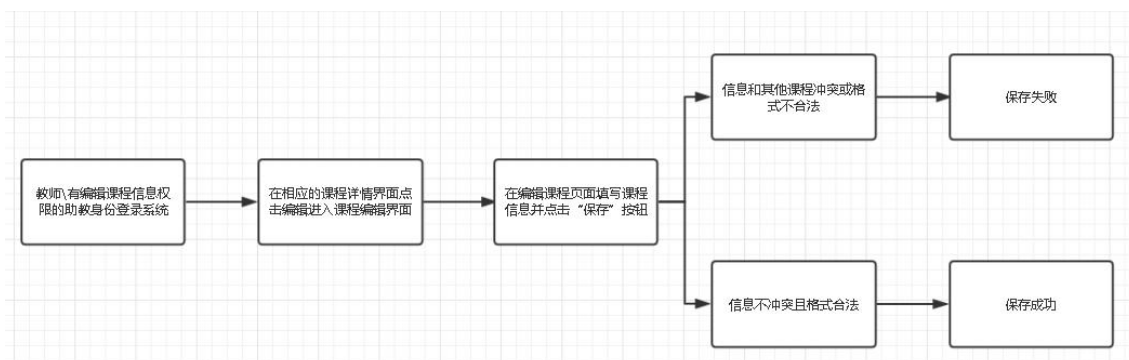 信息和其他课程冲突或格
式不合法
保存失败
教师\有编辑课程信息权
限的助教身份登录系统
在相应的课程详情界面点
击编辑进入课程编辑界面
在编辑课程页面填写课程
信息并点击“保存”按钮
信息不冲突且格式合法
保存成功